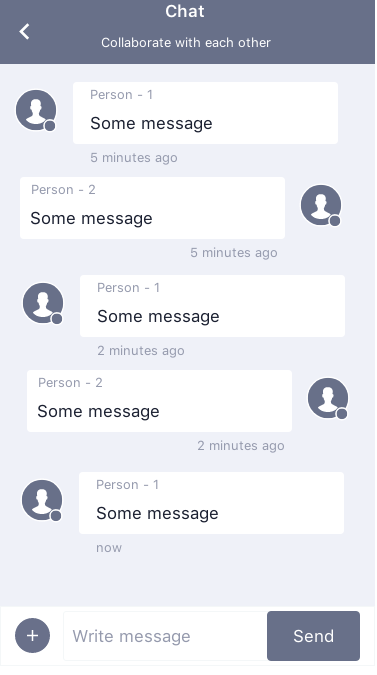 Chat
Collaborate with each other
Person - 1
Some message
5 minutes ago
Person - 2
Some message
5 minutes ago
Person - 1
Some message
2 minutes ago
Person - 2
Some message
2 minutes ago
Person - 1
Some message
now
+ Write message Send